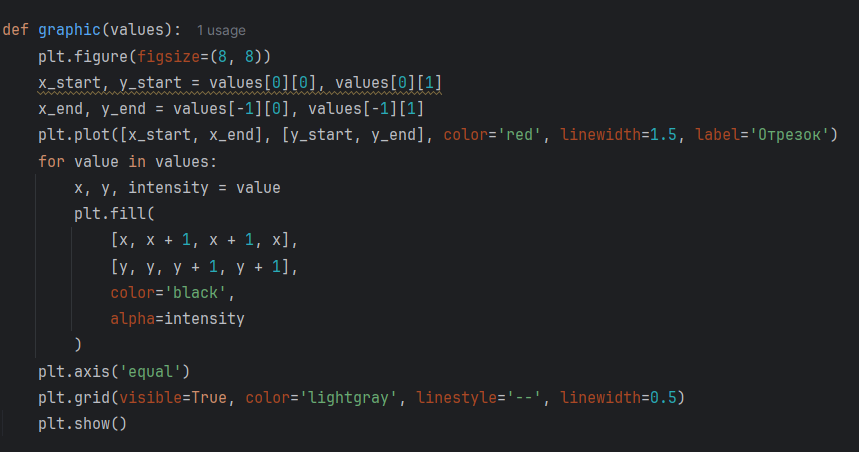 def graphic(values): 1 usage
    plt.figure(figsize=(8, 8))
    x_start, y_start = values[0][0], values[0][1]
    x_end, y_end = values[-1][0], values[-1][1]
    plt.plot([x_start, x_end], [y_start, y_end], color='red', linewidth=1.5, label='Отрезок')
    for value in values:
        x, y, intensity = value
        plt.fill(
            [x, x + 1, x + 1, x],
            [y, y, y + 1, y + 1],
            color='black',
            alpha=intensity
        )
    plt.axis('equal')
    plt.grid(visible=True, color='lightgray', linestyle='--', linewidth=0.5)
    plt.show()